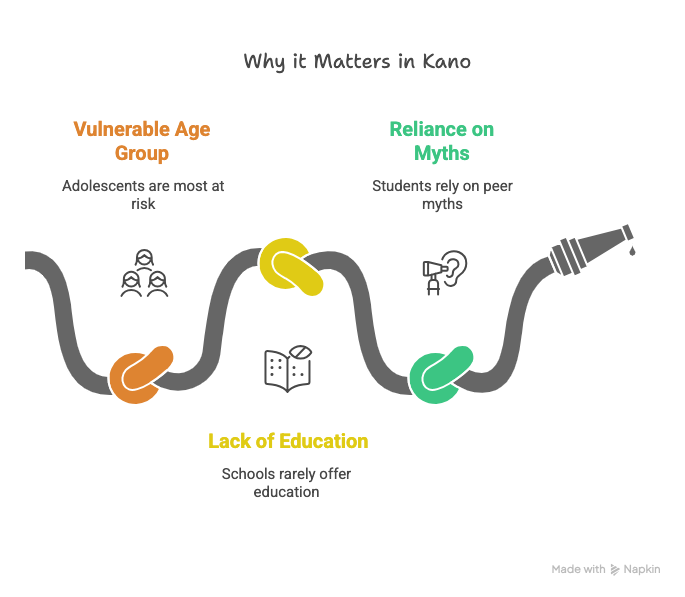 Why it Matters in Kano
Vulnerable Age
Group
Adolescents are most at
risk
Reliance on
Myths
Students rely on peer
myths
Lack of Education
Schools rarely offer
education
Made with Napkin